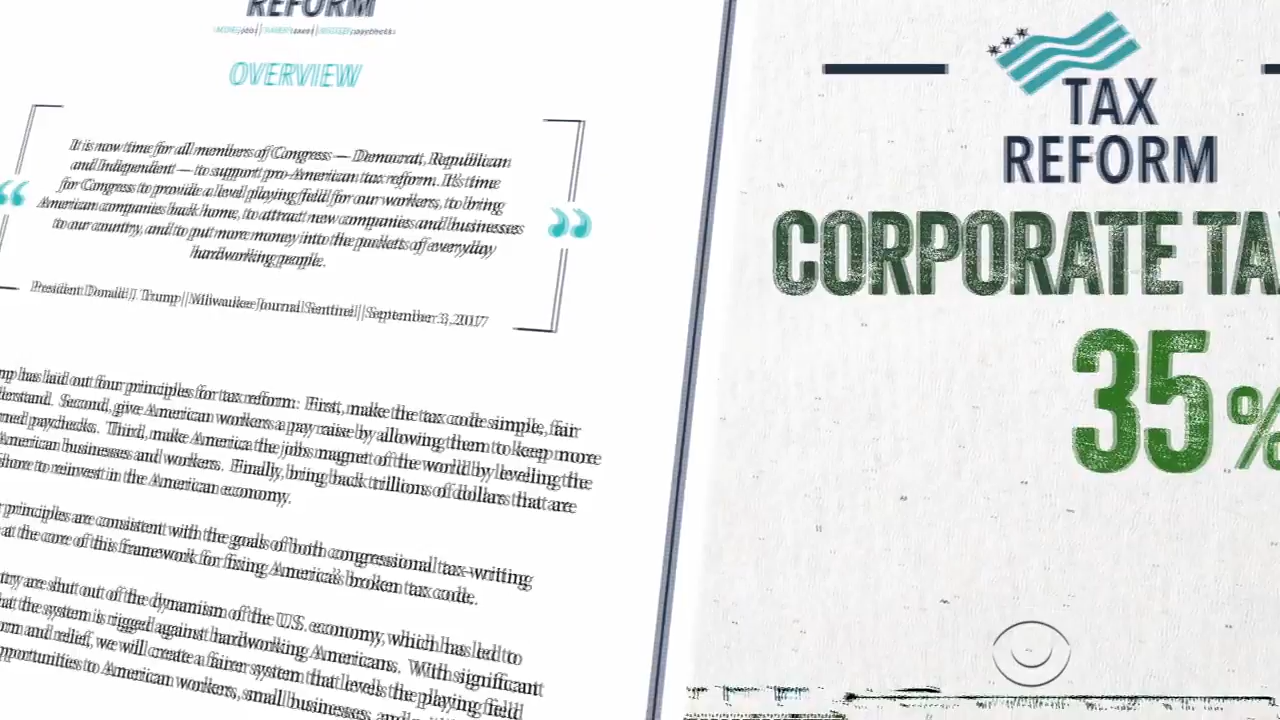 REFORM
OVERVIEW
It is now time for all members of Congress — Democrat, Republican
and Independent — to support pro-American tax reform. It's time
for Congress to provide a level playing field for our workers, to bring
American companies back home, to attract new companies and businesses
to our country, and to put more money into the pockets of everyday
hardworking people.
President Donald J. Trump || Milwaukee Journal Sentinel || September 3, 2017
has laid out four principles for tax reform: First, make the tax code simple, fair
Second, give American workers a pay raise by allowing them to keep more
paychecks. Third, make America the jobs magnet of the world by leveling the
American businesses and workers. Finally, bring back trillions of dollars that are
to reinvest in the American economy.
principles are consistent with the goals of both congressional tax-writing
at the core of this framework for fixing America's broken tax code.
are shut out of the dynamism of the U.S. economy, which has led to
the system is rigged against hardworking Americans. With significant
and relief, we will create a fairer system that levels the playing field
to American workers, small businesses, and
TAX
REFORM
CORPORATE TA
35%